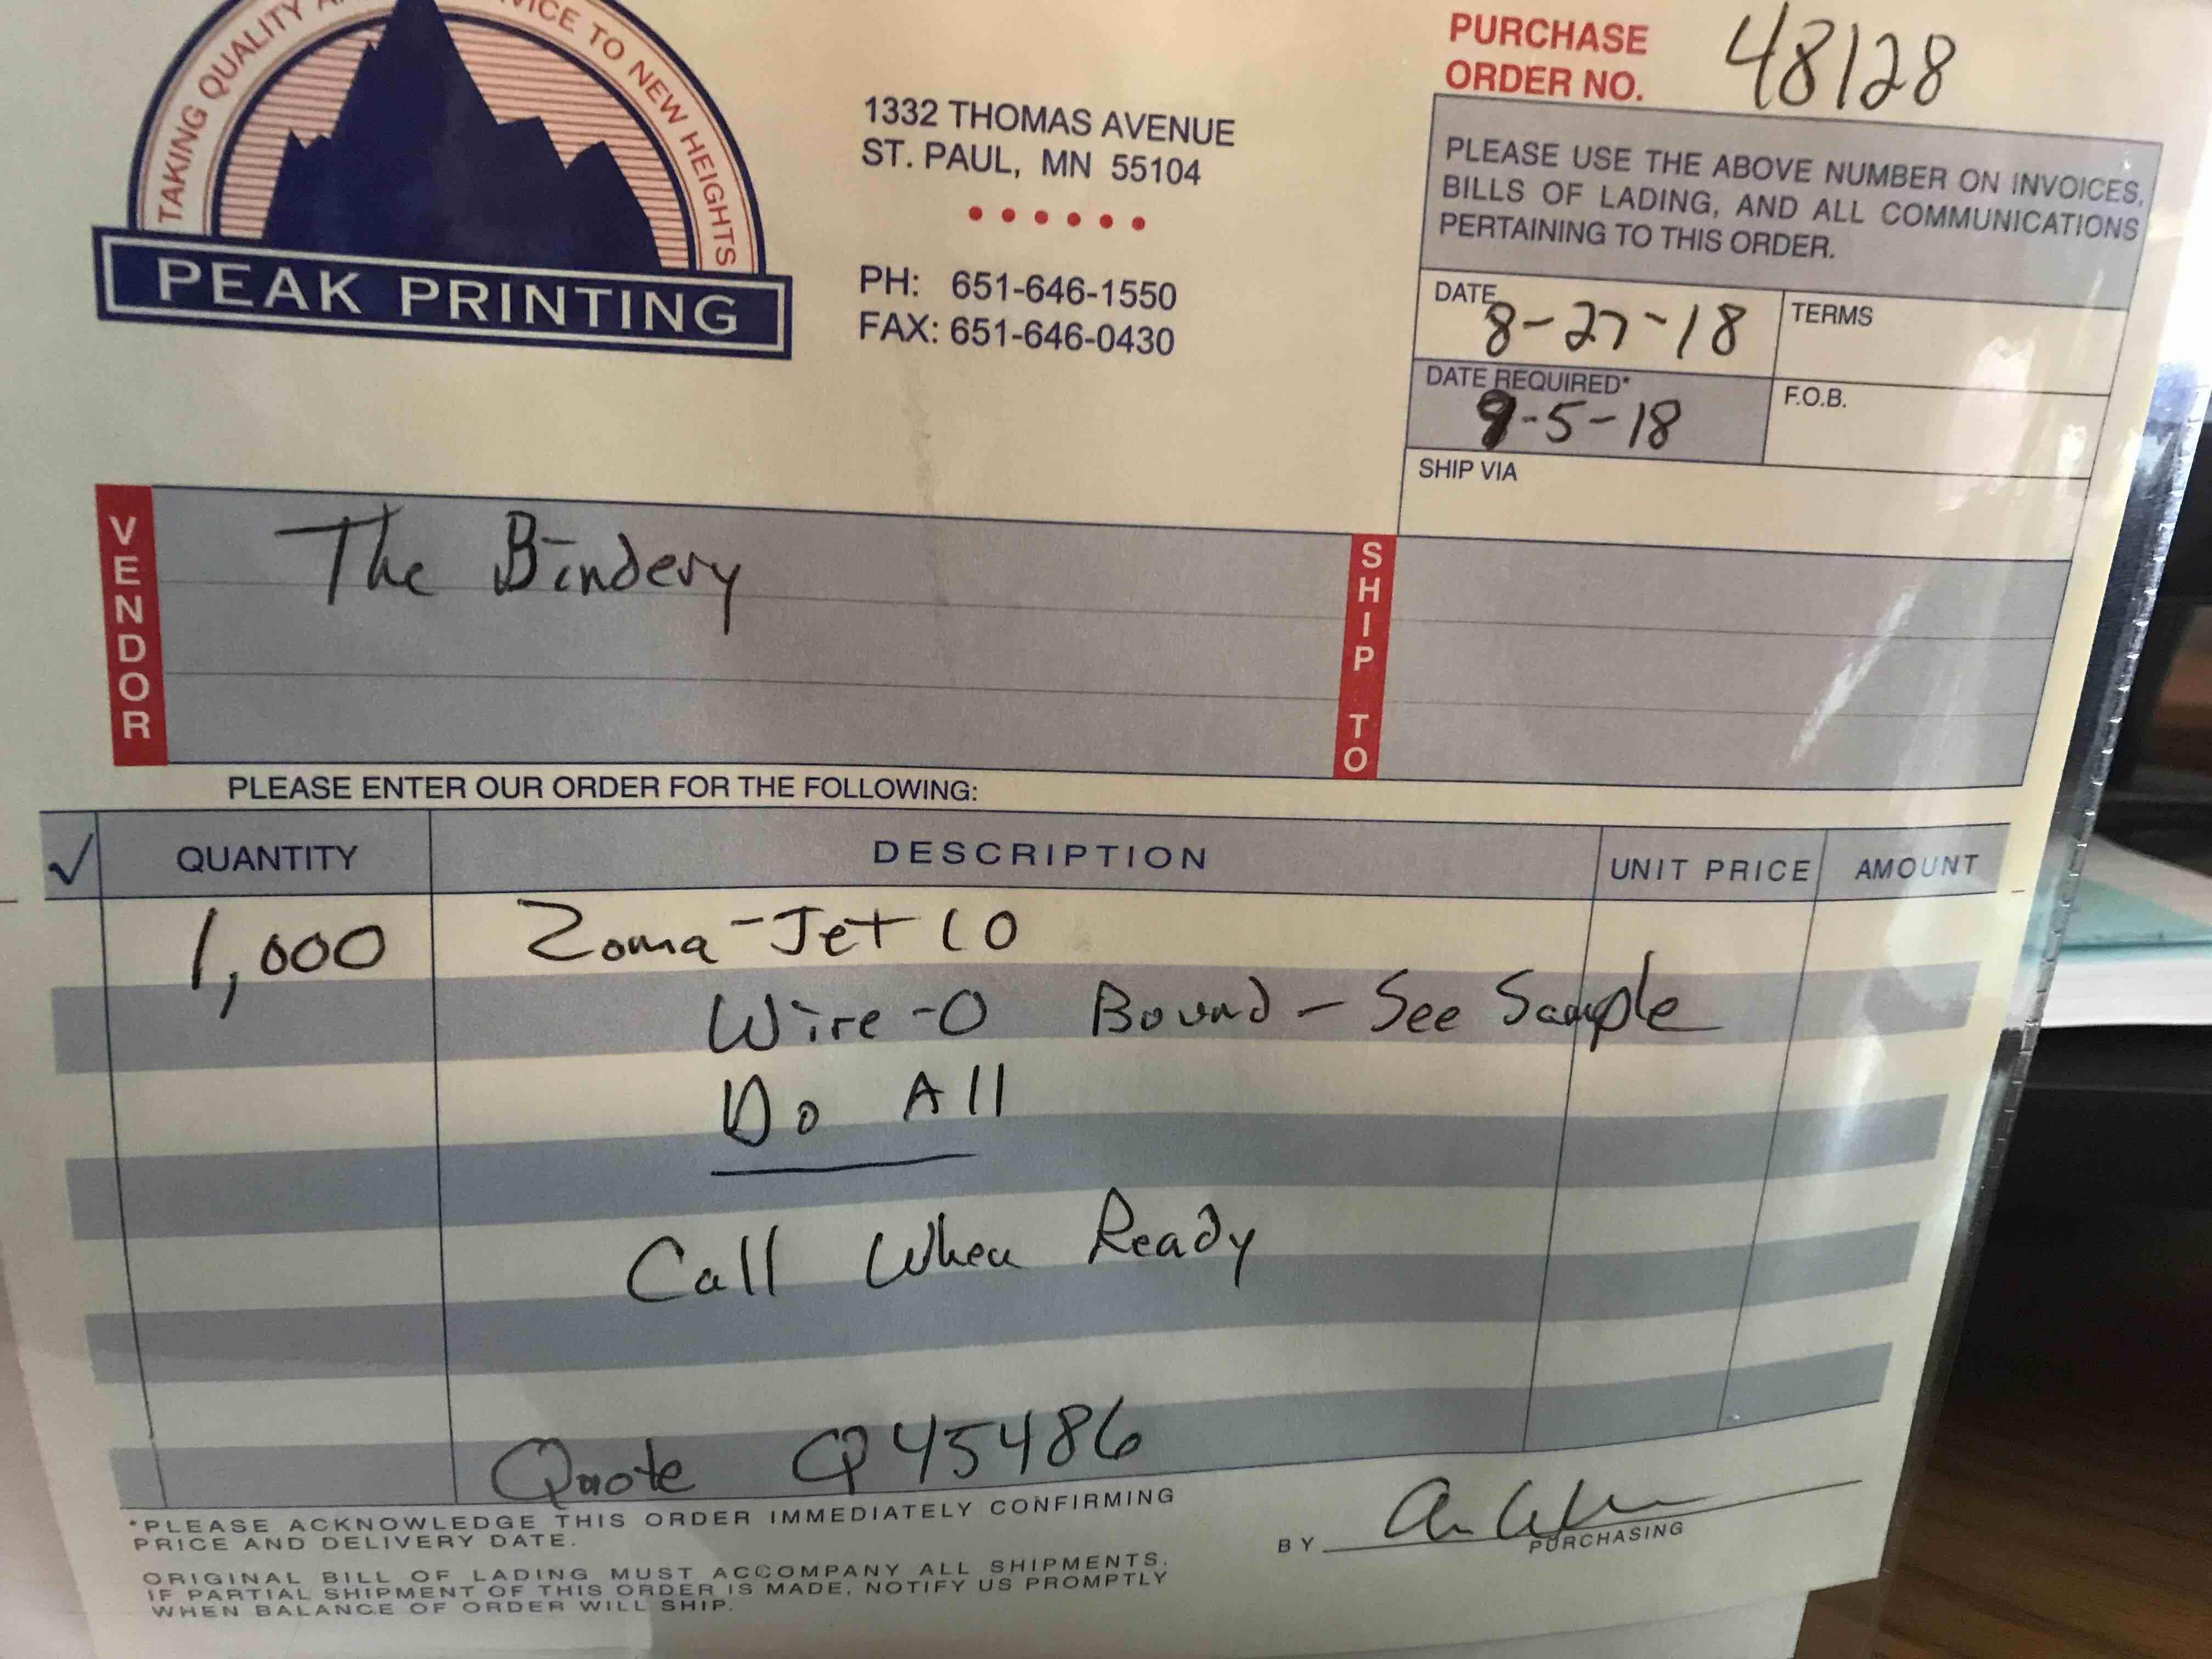 TAKING QUALITY TO NEW HEIGHTS
PEAK PRINTING
1332 THOMAS AVENUE
ST. PAUL, MN 55104
PH: 651-646-1550
FAX: 651-646-0430
PURCHASE
ORDER NO. 48128
PLEASE USE THE ABOVE NUMBER ON INVOICES,
BILLS OF LADING, AND ALL COMMUNICATIONS
PERTAINING TO THIS ORDER.
DATE 8-27-18
TERMS
DATE REQUIRED* 9-5-18
F.O.B.
SHIP VIA
VENDOR
The Bindery
SHIP TO
PLEASE ENTER OUR ORDER FOR THE FOLLOWING:
✓ QUANTITY DESCRIPTION UNIT PRICE AMOUNT
1,000 Zoma-Jet 10
Wire-O Bound - See Sample
Do All
Call When Ready
Quote Q45486
*PLEASE ACKNOWLEDGE THIS ORDER IMMEDIATELY CONFIRMING
PRICE AND DELIVERY DATE.
ORIGINAL BILL OF LADING MUST ACCOMPANY ALL SHIPMENTS.
IF PARTIAL SHIPMENT OF THIS ORDER IS MADE, NOTIFY US PROMPTLY
WHEN BALANCE OF ORDER WILL SHIP.
BY
PURCHASING